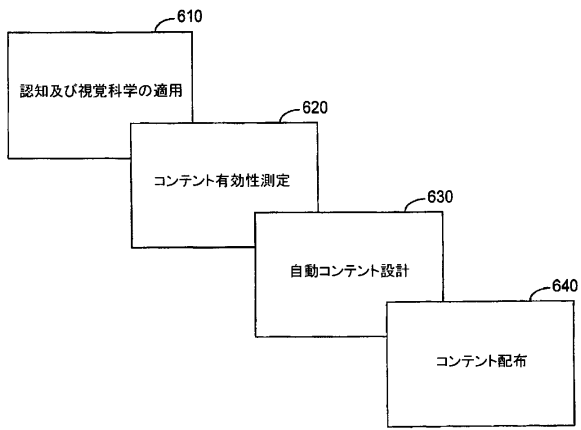 610
認知及び視覚科学の適用
620
コンテント有効性測定
630
自動コンテント設計
640
コンテント配布